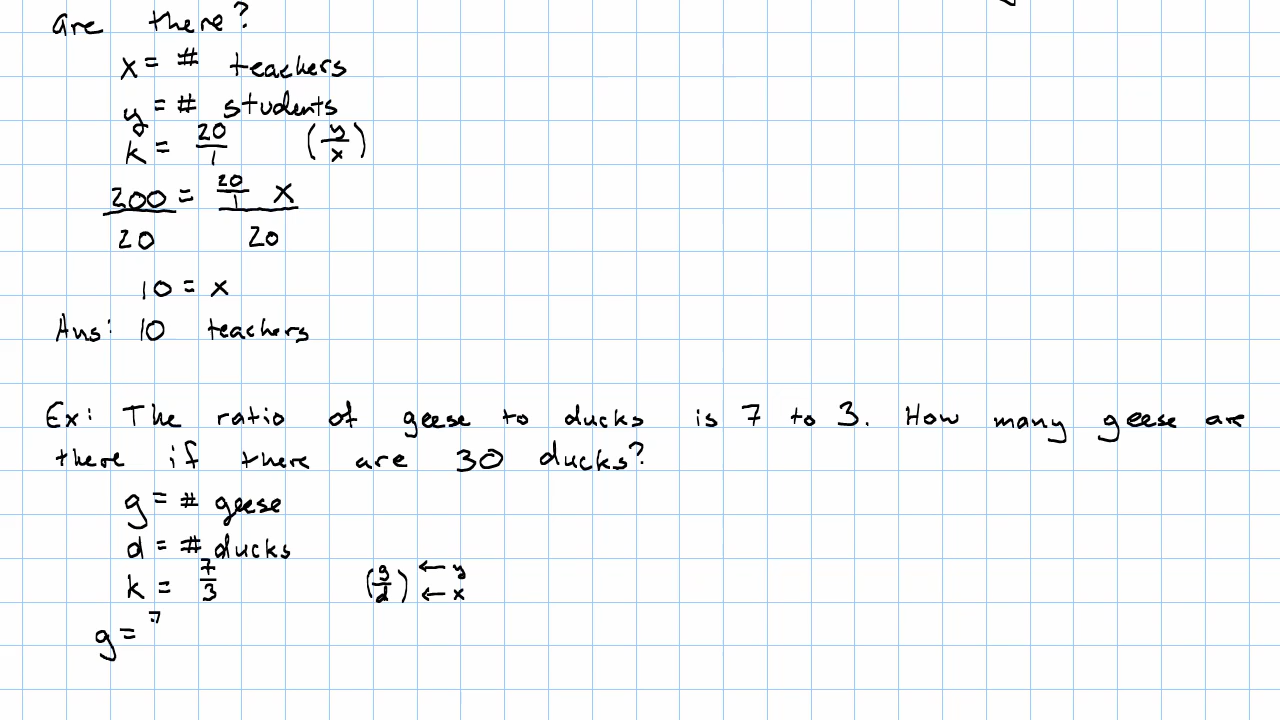 are there?
x = # teachers
y = # students
k = 20/1 (y/x)
200 = 20/1 x
20 20
10 = x
Ans: 10 teachers
Ex: The ratio of geese to ducks is 7 to 3. How many geese are
there if there are 30 ducks?
g = # geese
d = # ducks
k = 7/3 (g/d) ← y ← x
g = 7